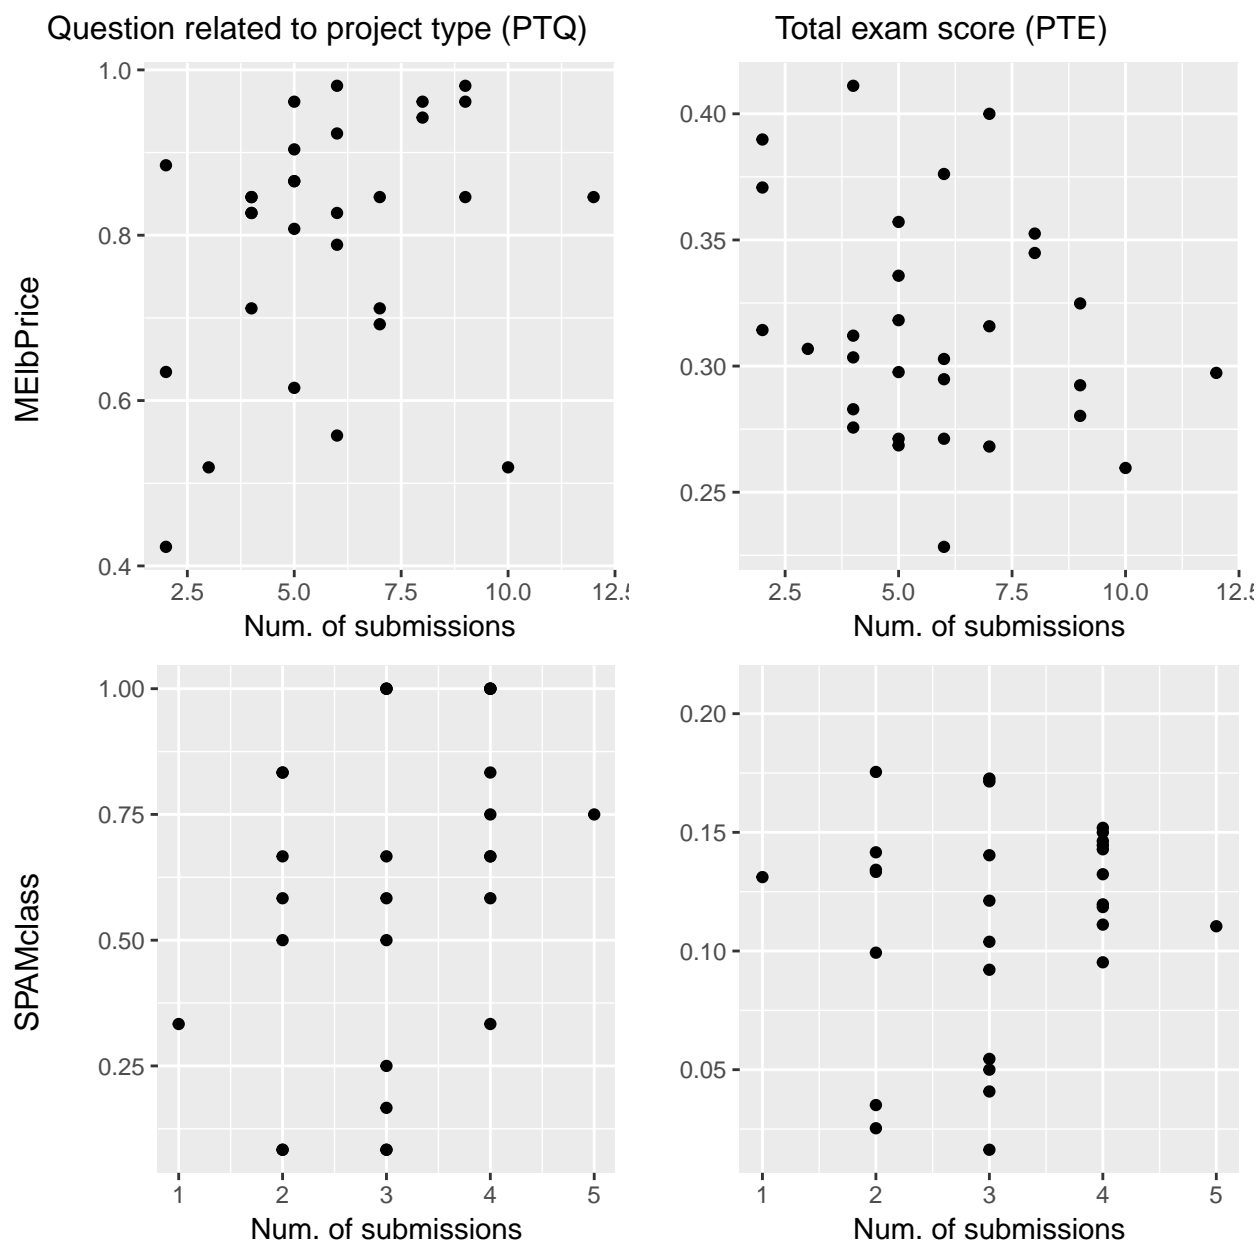 Question related to project type (PTQ)
Total exam score (PTE)
MElbPrice
1.0
0.8
0.6
0.4
2.5 5.0 7.5 10.0 12.5
Num. of submissions
0.40
0.35
0.30
0.25
2.5 5.0 7.5 10.0 12.5
Num. of submissions
SPAMclass
1.00
0.75
0.50
0.25
1 2 3 4 5
Num. of submissions
0.20
0.15
0.10
0.05
1 2 3 4 5
Num. of submissions